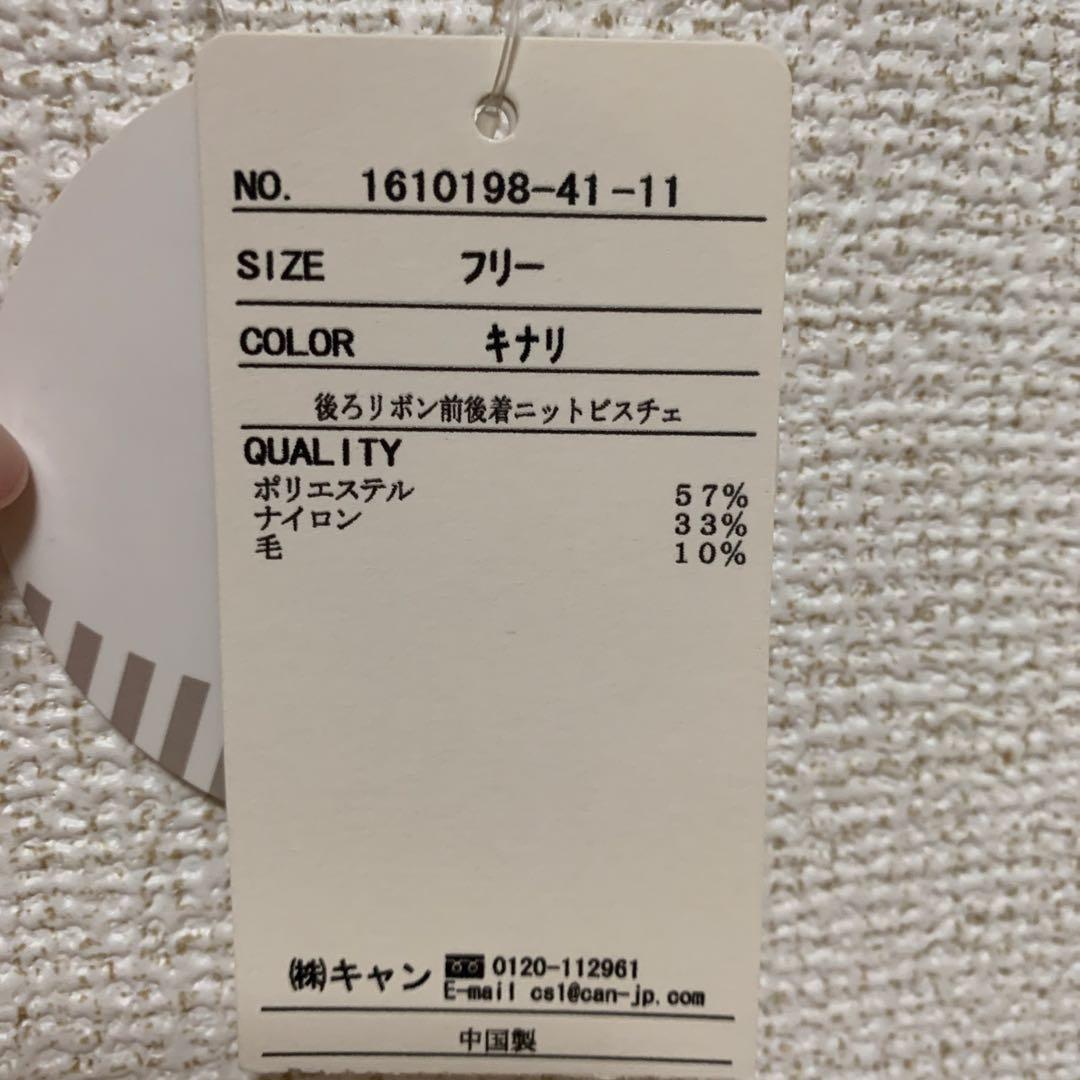 NO. 1610198-41-11
SIZE フリー
COLOR キナリ
後ろリボン前後着ニットビスチェ
QUALITY
ポリエステル 57%
ナイロン 33%
毛 10%
㈱キャン 0120-112961
E-mail cs1@can-jp.com
中国製